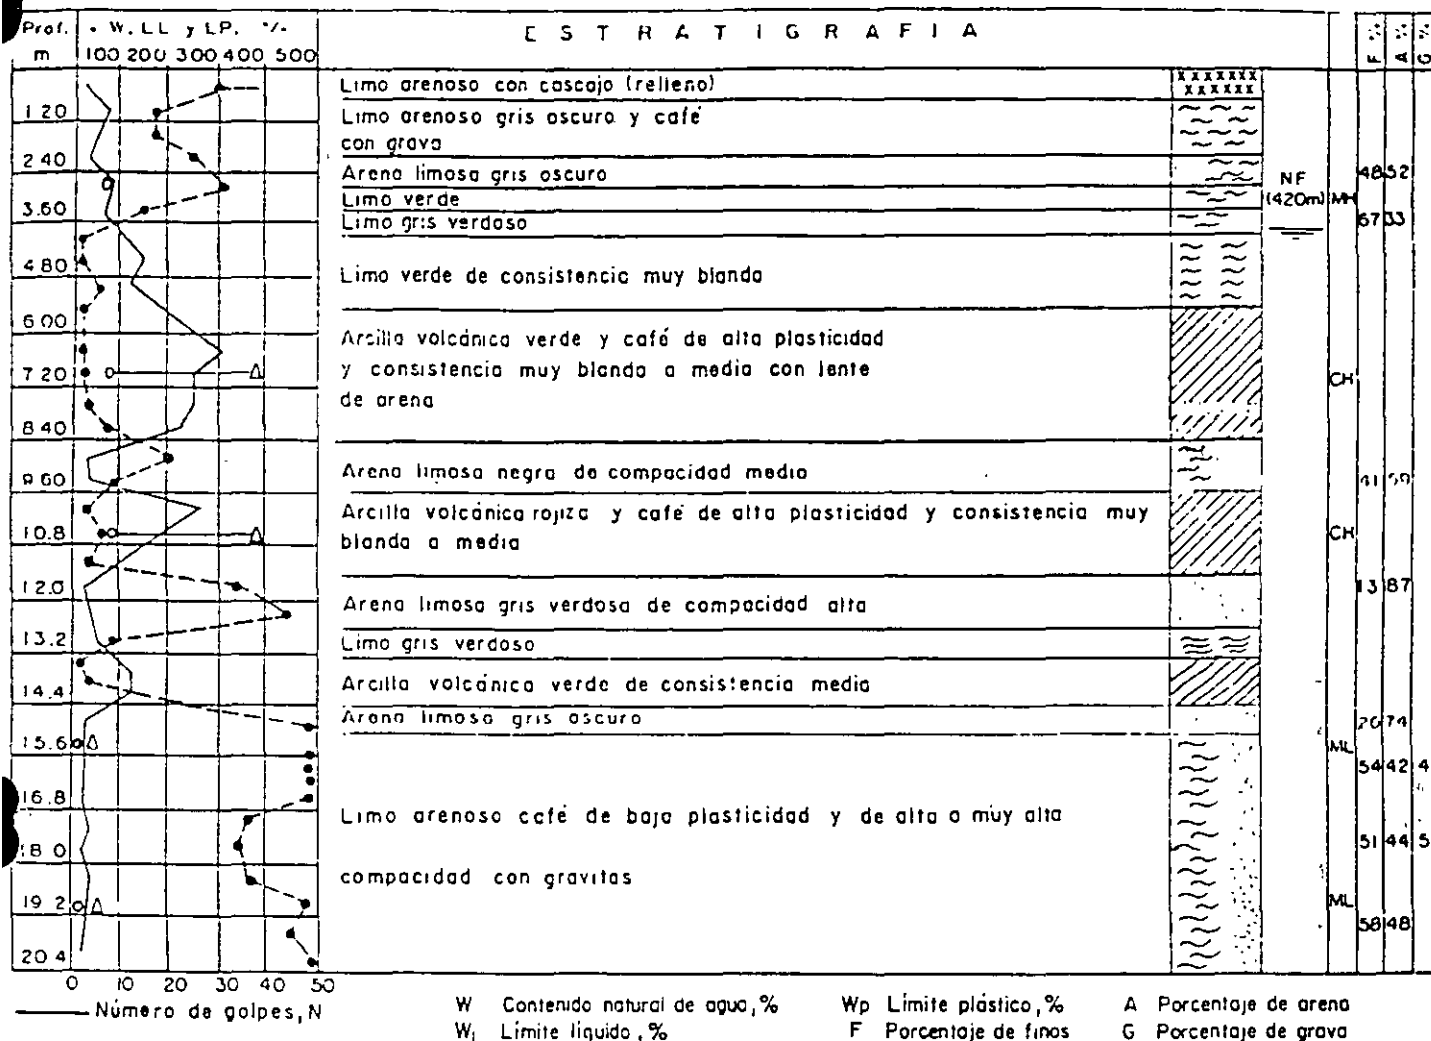 Prof. • W, LL y LP, %
E S T R A T I G R A F I A
F %
A %
G %
m 100 200 300 400 500
Limo arenoso con cascajo (relleno)
1 20
Limo arenoso gris oscuro y café
con grava
2 40
Arena limosa gris oscuro
48 52
NF
Limo verde
(420m) MH
3.60
Limo gris verdoso
67 33
4.80
Limo verde de consistencia muy blanda
6 00
Arcilla volcánica verde y café de alta plasticidad
y consistencia muy blanda a media con lente
de arena
7 20
CH
8 40
Arena limosa negra de compacidad media
41 59
9 60
Arcilla volcánica rojiza y café de alta plasticidad y consistencia muy
blanda a media
10.8
CH
12.0
13 87
Arena limosa gris verdosa de compacidad alta
13.2
Limo gris verdoso
Arcilla volcánica verde de consistencia media
14.4
Arena limosa gris oscuro
26 74
15.6
ML
54 42 4
16.8
Limo arenoso café de baja plasticidad y de alta a muy alta
18 0
51 44 5
compacidad con gravitas
19 2
ML
58 48
20 4
0 10 20 30 40 50
Número de golpes, N
W Contenido natural de agua, %
Wp Límite plástico, %
A Porcentaje de arena
Wl Límite líquido, %
F Porcentaje de finos
G Porcentaje de grava